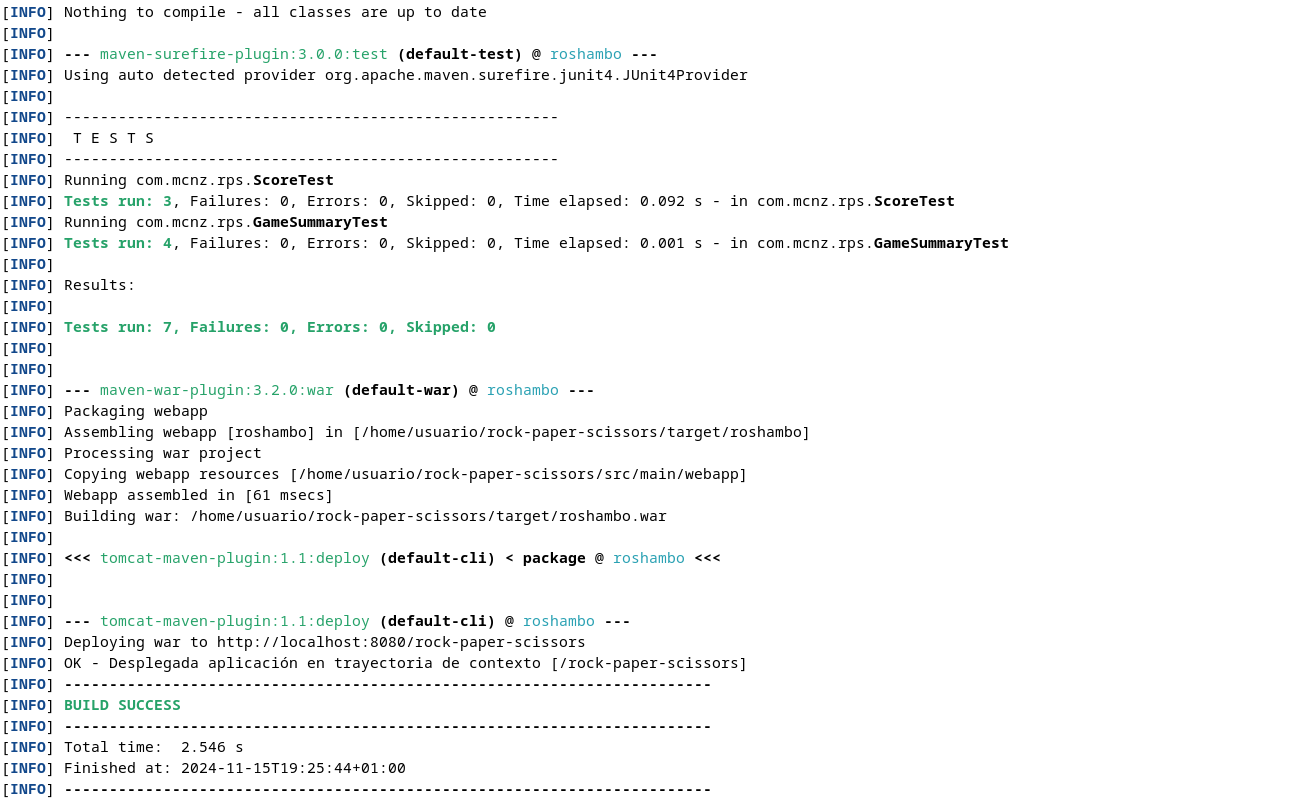 [INFO] Nothing to compile - all classes are up to date
[INFO]
[INFO] --- maven-surefire-plugin:3.0.0:test (default-test) @ roshambo ---
[INFO] Using auto detected provider org.apache.maven.surefire.junit4.JUnit4Provider
[INFO]
[INFO] -------------------------------------------------------
[INFO]  T E S T S
[INFO] -------------------------------------------------------
[INFO] Running com.mcnz.rps.ScoreTest
[INFO] Tests run: 3, Failures: 0, Errors: 0, Skipped: 0, Time elapsed: 0.092 s - in com.mcnz.rps.ScoreTest
[INFO] Running com.mcnz.rps.GameSummaryTest
[INFO] Tests run: 4, Failures: 0, Errors: 0, Skipped: 0, Time elapsed: 0.001 s - in com.mcnz.rps.GameSummaryTest
[INFO]
[INFO] Results:
[INFO]
[INFO] Tests run: 7, Failures: 0, Errors: 0, Skipped: 0
[INFO]
[INFO]
[INFO] --- maven-war-plugin:3.2.0:war (default-war) @ roshambo ---
[INFO] Packaging webapp
[INFO] Assembling webapp [roshambo] in [/home/usuario/rock-paper-scissors/target/roshambo]
[INFO] Processing war project
[INFO] Copying webapp resources [/home/usuario/rock-paper-scissors/src/main/webapp]
[INFO] Webapp assembled in [61 msecs]
[INFO] Building war: /home/usuario/rock-paper-scissors/target/roshambo.war
[INFO]
[INFO] <<< tomcat-maven-plugin:1.1:deploy (default-cli) < package @ roshambo <<<
[INFO]
[INFO]
[INFO] --- tomcat-maven-plugin:1.1:deploy (default-cli) @ roshambo ---
[INFO] Deploying war to http://localhost:8080/rock-paper-scissors
[INFO] OK - Desplegada aplicación en trayectoria de contexto [/rock-paper-scissors]
[INFO] ------------------------------------------------------------------------
[INFO] BUILD SUCCESS
[INFO] ------------------------------------------------------------------------
[INFO] Total time:  2.546 s
[INFO] Finished at: 2024-11-15T19:25:44+01:00
[INFO] ------------------------------------------------------------------------